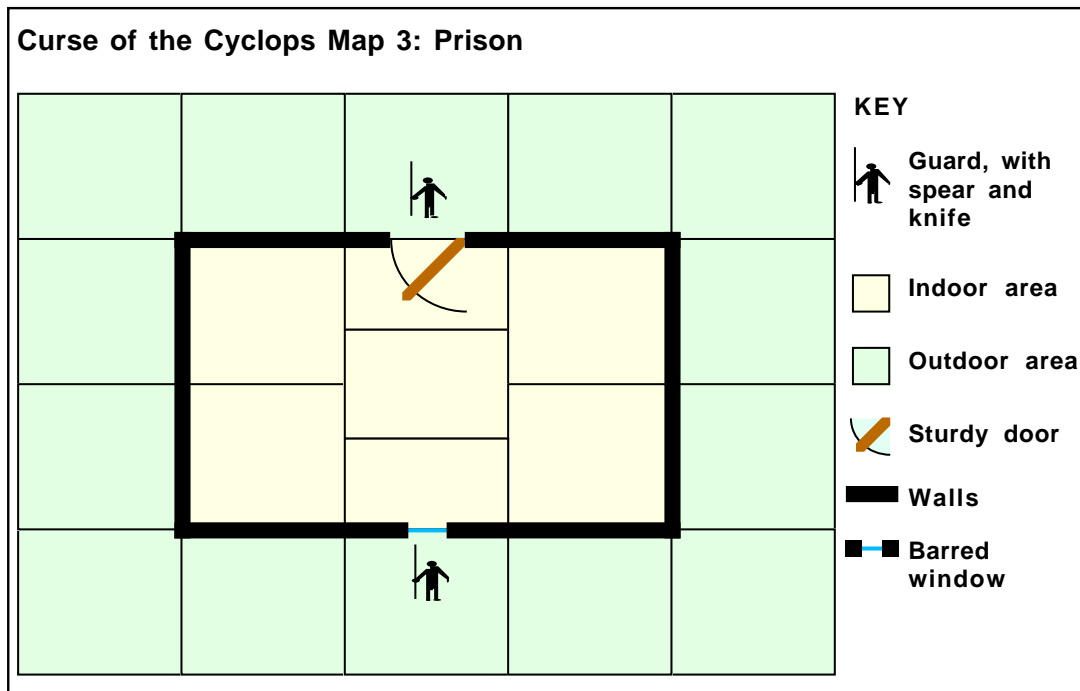 Curse of the Cyclops Map 3: Prison
KEY
Guard, with
spear and
knife
Indoor area
Outdoor area
Sturdy door
Walls
Barred
window